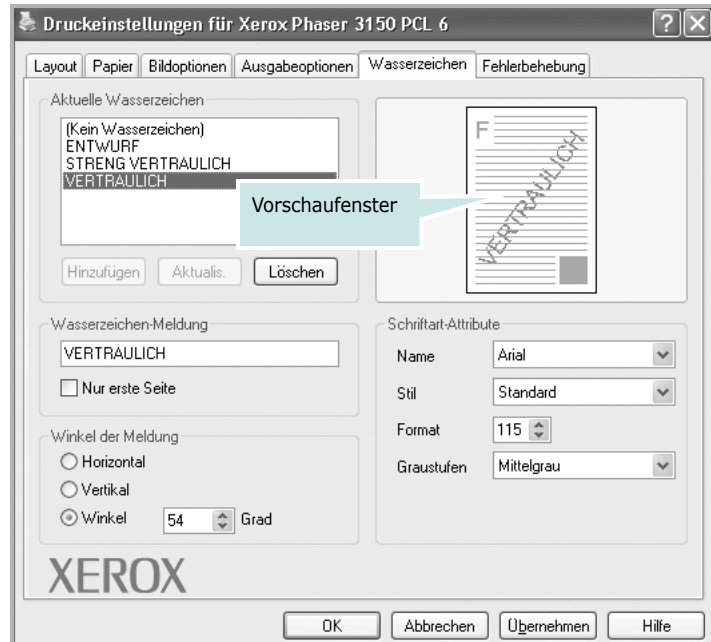 Druckeinstellungen für Xerox Phaser 3150 PCL 6
Layout Papier Bildoptionen Ausgabeoptionen Wasserzeichen Fehlerbehebung
Aktuelle Wasserzeichen
(Kein Wasserzeichen)
ENTWURF
STRENG VERTRAULICH
VERTRAULICH
Hinzufügen Aktualis. Löschen
F
VERTRAULICH
Vorschaufenster
Wasserzeichen-Meldung
VERTRAULICH
Nur erste Seite
Winkel der Meldung
Horizontal
Vertikal
Winkel 54 Grad
Schriftart-Attribute
Name Arial
Stil Standard
Format 115
Graustufen Mittelgrau
XEROX
OK Abbrechen Übernehmen Hilfe